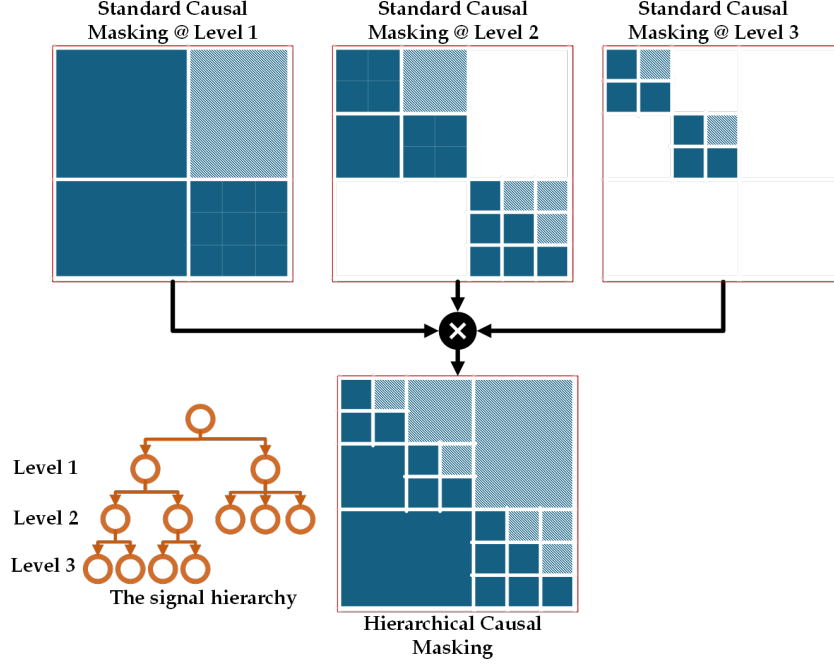 Standard Causal
Masking @ Level 1
Standard Causal
Masking @ Level 2
Standard Causal
Masking @ Level 3
Level 1
Level 2
Level 3
The signal hierarchy
Hierarchical Causal
Masking